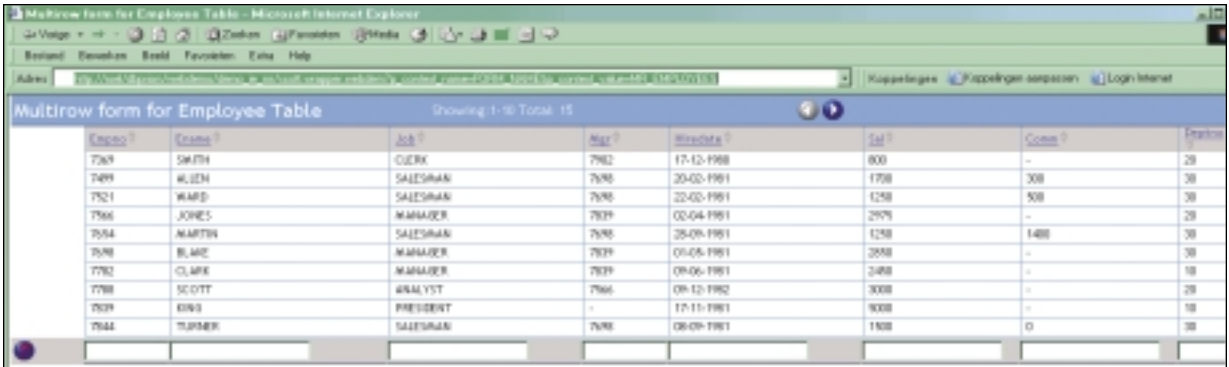 Multirow form for Employee Table - Microsoft Internet Explorer
Vorige Zoeken Favorieten Media
Bestand Bewerken Beeld Favorieten Extra Help
Adres Koppelingen Koppelingen aanpassen Login Internet
Multirow form for Employee Table Showing: 1-10 Total: 15
Empno Ename Job Mgr Hiredate Sal Comm Deptno
7369 SMITH CLERK 7902 17-12-1980 800 - 20
7499 ALLEN SALESMAN 7698 20-02-1981 300 30
7521 WARD SALESMAN 7698 22-02-1981 1250 500 30
7566 JONES MANAGER 7839 02-04-1981 2975 - 20
7654 MARTIN SALESMAN 7698 28-09-1981 1250 1400 30
7698 BLAKE MANAGER 7839 01-05-1981 2850 - 30
7782 CLARK MANAGER 7839 09-06-1981 2450 - 10
7788 SCOTT ANALYST 7566 09-12-1982 3000 - 20
7839 KING PRESIDENT - 17-11-1981 5000 - 10
7844 TURNER SALESMAN 7698 08-09-1981 1500 0 30